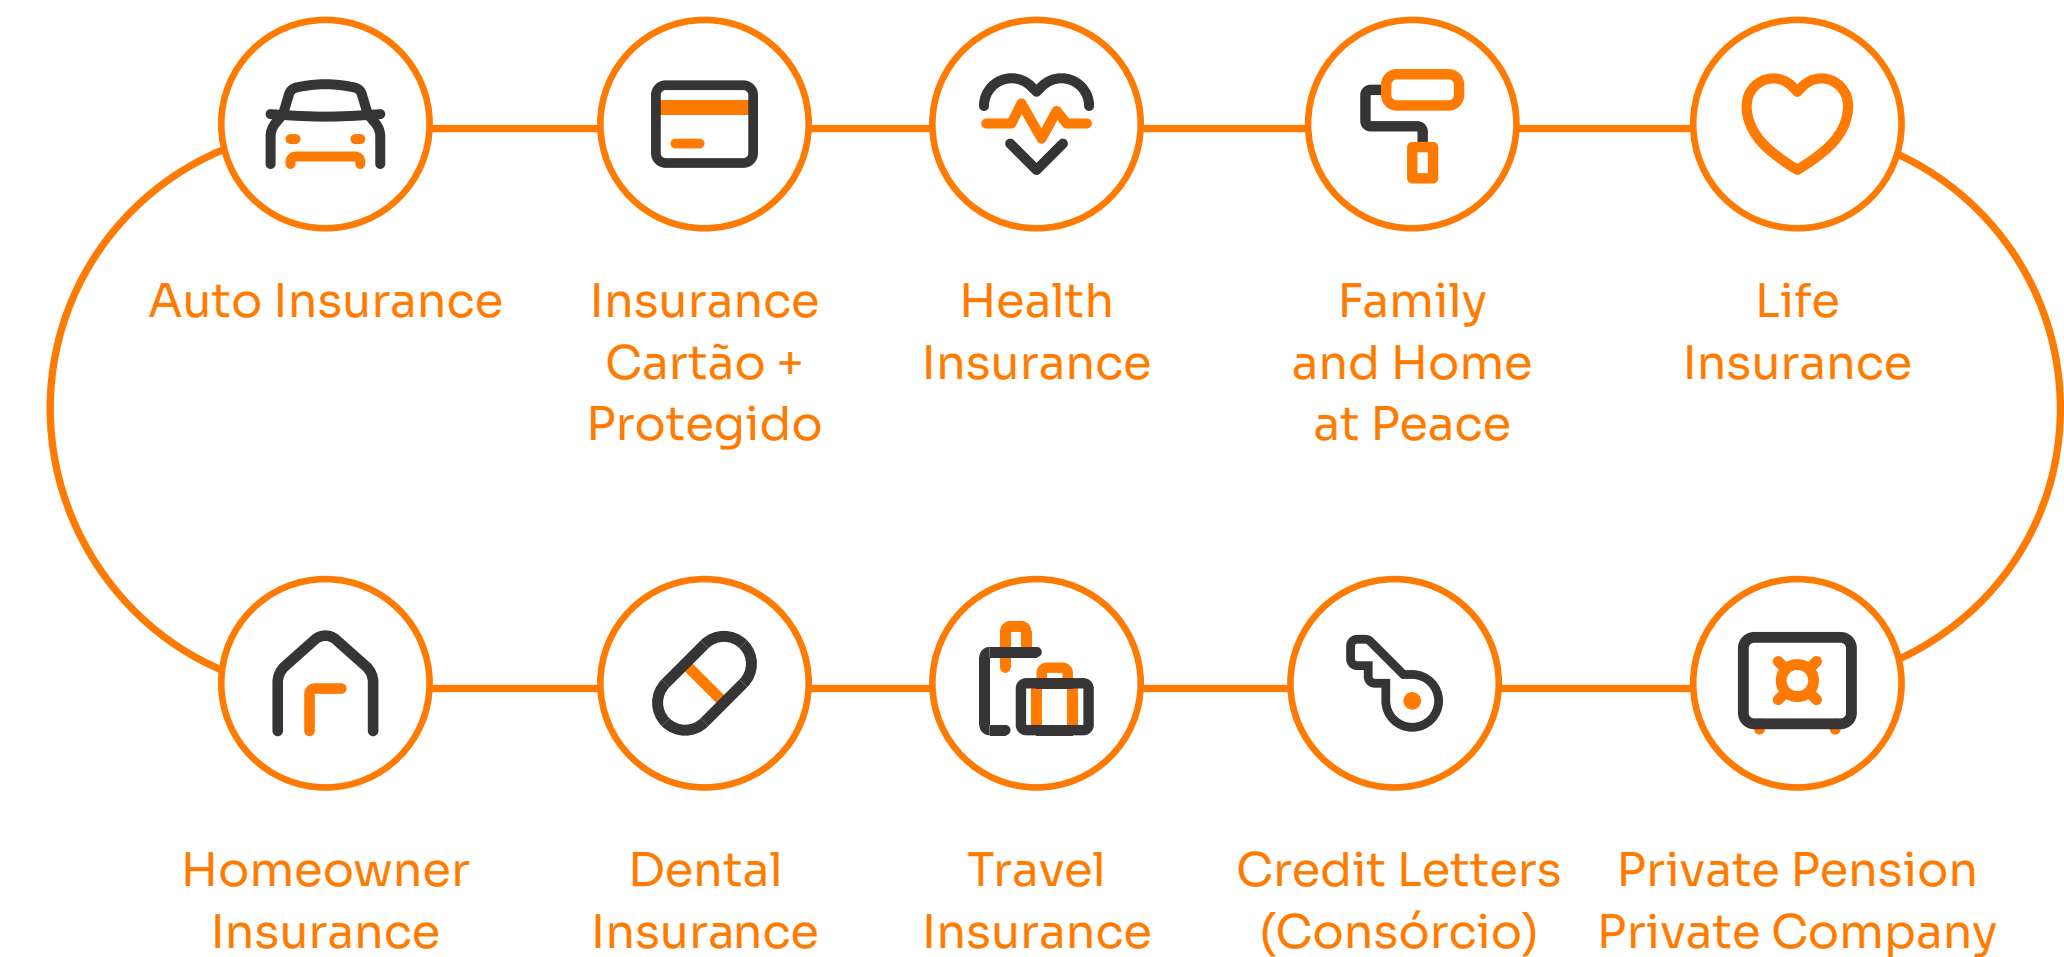 Auto Insurance
Insurance
Cartão +
Protegido
Health
Insurance
Family
and Home
at Peace
Life
Insurance
Homeowner
Insurance
Dental
Insurance
Travel
Insurance
Credit Letters
(Consórcio)
Private Pension
Private Company